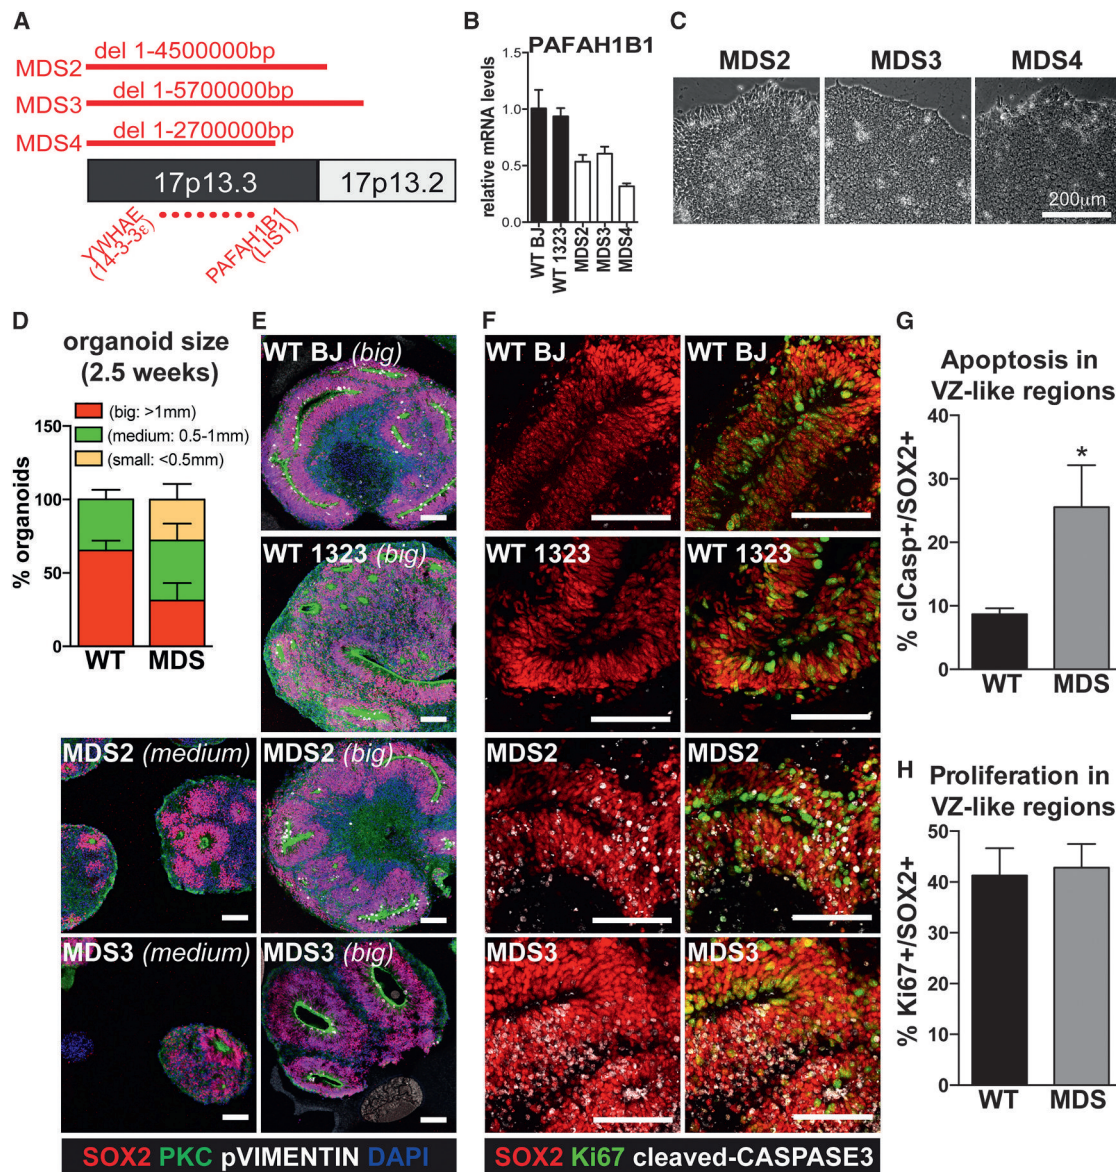 A
del 1-4500000bp
MDS2
del 1-5700000bp
MDS3
del 1-2700000bp
MDS4
17p13.3
17p13.2
YWHAE
(14-3-3ε)
PAFAH1B1
(LIS1)
B
PAFAH1B1
relative mRNA levels
1.5
1.0
0.5
0.0
WT BJ
WT 1323
MDS2
MDS3
MDS4
C
MDS2
MDS3
MDS4
200µm
D
organoid size
(2.5 weeks)
(big: >1mm)
(medium: 0.5-1mm)
(small: <0.5mm)
% organoids
150
100
50
0
WT
MDS
E
WT BJ (big)
WT 1323 (big)
MDS2 (medium)
MDS2 (big)
MDS3 (medium)
MDS3 (big)
SOX2 PKC pVIMENTIN DAPI
F
WT BJ
WT BJ
WT 1323
WT 1323
MDS2
MDS2
MDS3
MDS3
SOX2 Ki67 cleaved-CASPASE3
G
Apoptosis in
VZ-like regions
% clCasp+/SOX2+
40
30
20
10
0
*
WT
MDS
H
Proliferation in
VZ-like regions
% Ki67+/SOX2+
50
40
30
20
10
0
WT
MDS